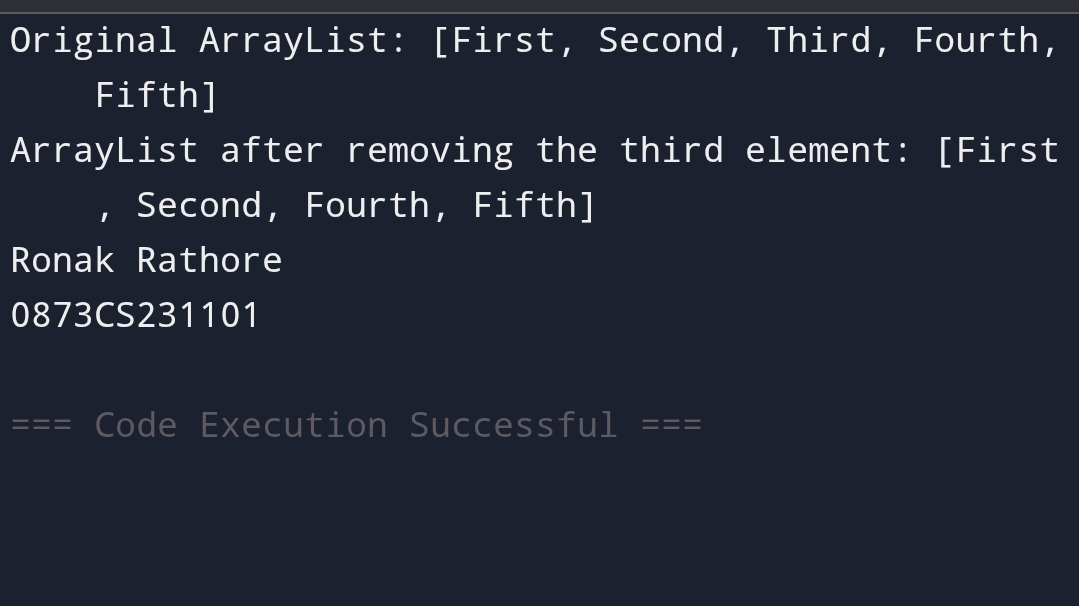 Original ArrayList: [First, Second, Third, Fourth,
Fifth]
ArrayList after removing the third element: [First
, Second, Fourth, Fifth]
Ronak Rathore
0873CS231101
=== Code Execution Successful ===